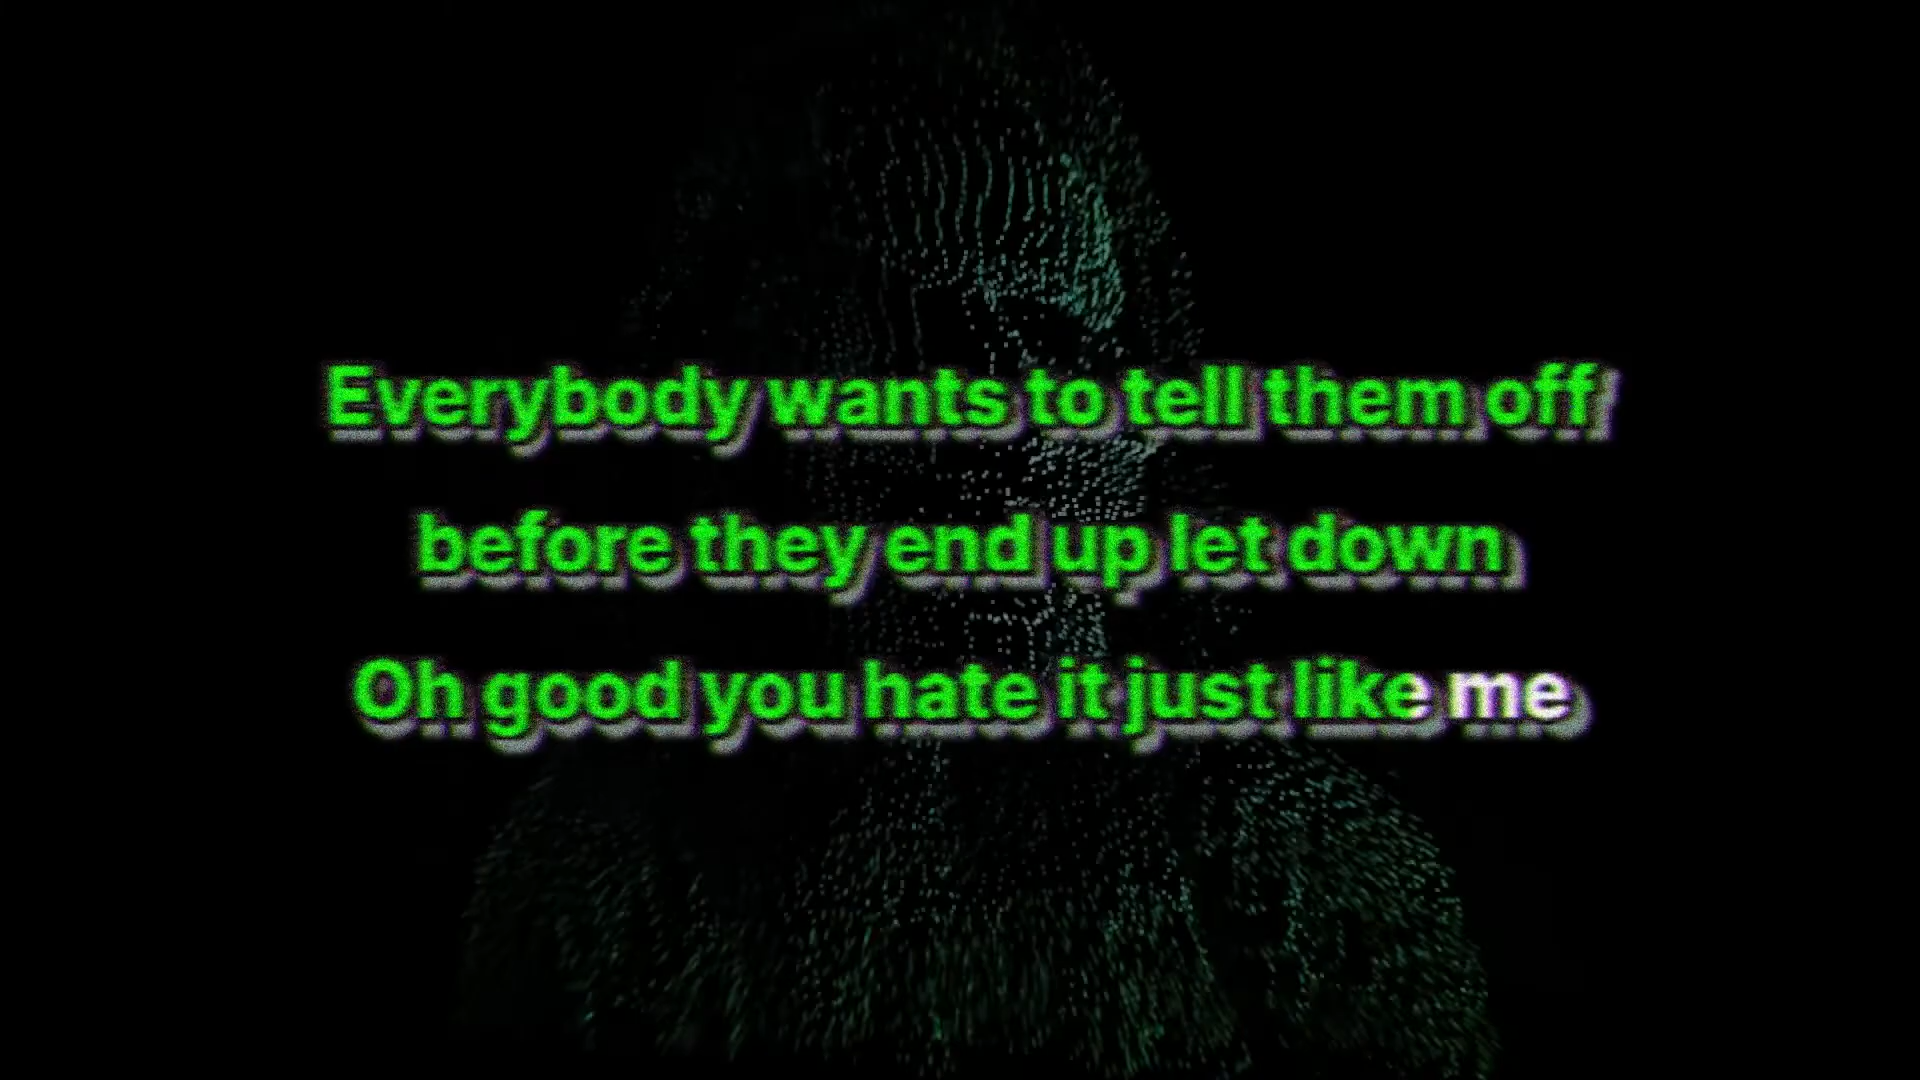 Everybody wants to tell them off
before they end up let down
Oh good you hate it just like me